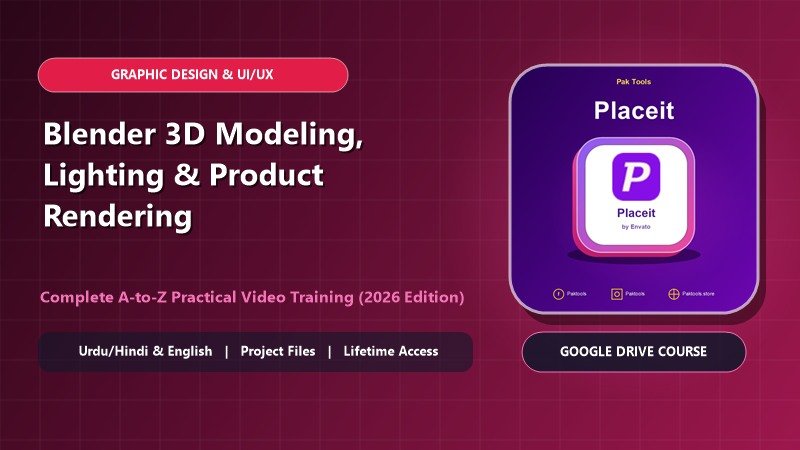 GRAPHIC DESIGN & UI/UX
Blender 3D Modeling,
Lighting & Product
Rendering
Complete A-to-Z Practical Video Training (2026 Edition)
Urdu/Hindi & English | Project Files | Lifetime Access
Pak Tools
Placeit
P
Placeit
by Envato
f Paktools
Paktools
Paktools.store
GOOGLE DRIVE COURSE